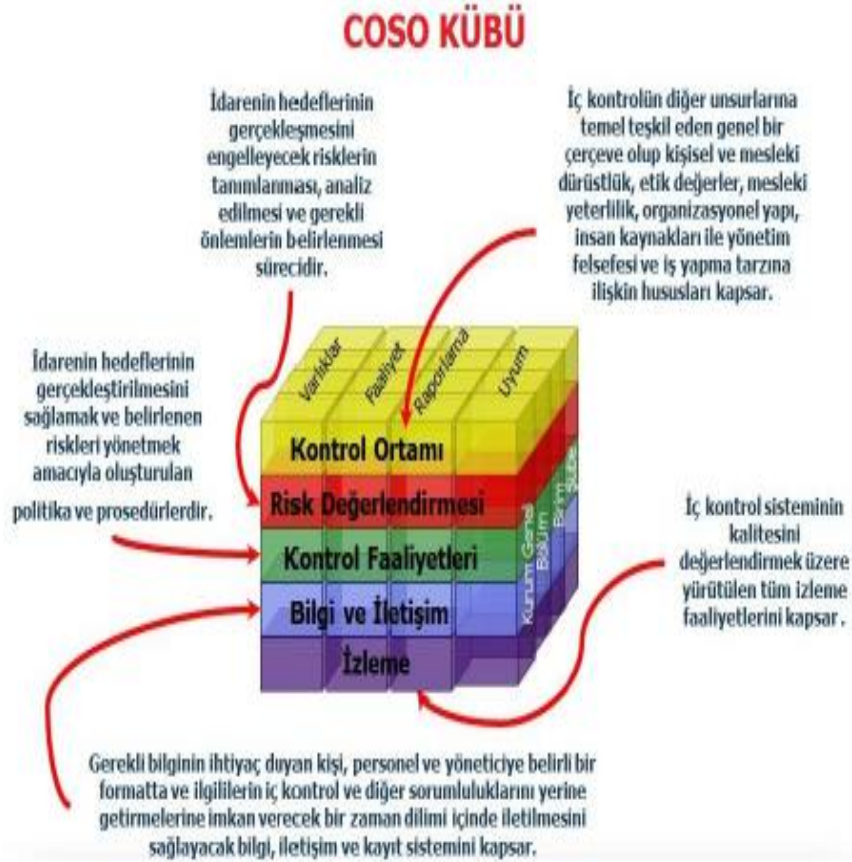 COSO KÜBÜ
İdarenin hedeflerinin
gerçekleşmesini
engelleyecek risklerin
tanımlanması, analiz
edilmesi ve gerekli
önlemlerin belirlenmesi
sürecidir.
İç kontrolün diğer unsurlarına
temel teşkil eden genel bir
çerçeve olup kişisel ve mesleki
dürüstlük, etik değerler, mesleki
yeterlilik, organizasyonel yapı,
insan kaynakları ile yönetim
felsefesi ve iş yapma tarzına
ilişkin hususları kapsar.
İdarenin hedeflerinin
gerçekleştirilmesini
sağlamak ve belirlenen
riskleri yönetmek
amacıyla oluşturulan
politika ve prosedürlerdir.
Varlıklar
Faaliyet
Raporlama
Uyum
Kontrol Ortamı
Risk Değerlendirmesi
Kontrol Faaliyetleri
Bilgi ve İletişim
İzleme
Kurum Genel
Bölüm
Birim
Şube
İç kontrol sisteminin
kalitesini
değerlendirmek üzere
yürütülen tüm izleme
faaliyetlerini kapsar .
Gerekli bilginin ihtiyaç duyan kişi, personel ve yöneticiye belirli bir
formatta ve ilgililerin iç kontrol ve diğer sorumluluklarını yerine
getirmelerine imkan verecek bir zaman dilimi içinde iletilmesini
sağlayacak bilgi, iletişim ve kayıt sistemini kapsar.